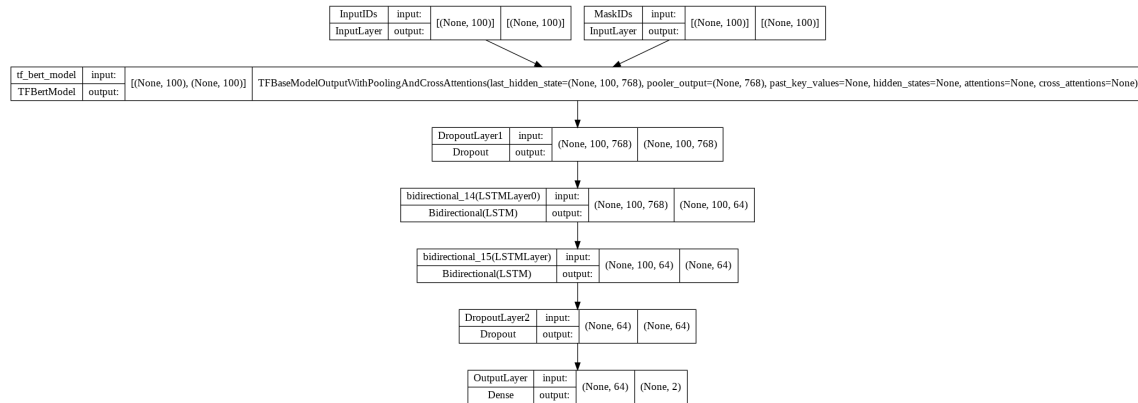 InputIDs input: [(None, 100)] [(None, 100)]
InputLayer output:
MaskIDs input: [(None, 100)] [(None, 100)]
InputLayer output:
tf_bert_model input: [(None, 100), (None, 100)] TFBaseModelOutputWithPoolingAndCrossAttentions(last_hidden_state=(None, 100, 768), pooler_output=(None, 768), past_key_values=None, hidden_states=None, attentions=None, cross_attentions=None)
TFBertModel output:
DropoutLayer1 input: (None, 100, 768) (None, 100, 768)
Dropout output:
bidirectional_14(LSTMLayer0) input: (None, 100, 768) (None, 100, 64)
Bidirectional(LSTM) output:
bidirectional_15(LSTMLayer) input: (None, 100, 64) (None, 64)
Bidirectional(LSTM) output:
DropoutLayer2 input: (None, 64) (None, 64)
Dropout output:
OutputLayer input: (None, 64) (None, 2)
Dense output: